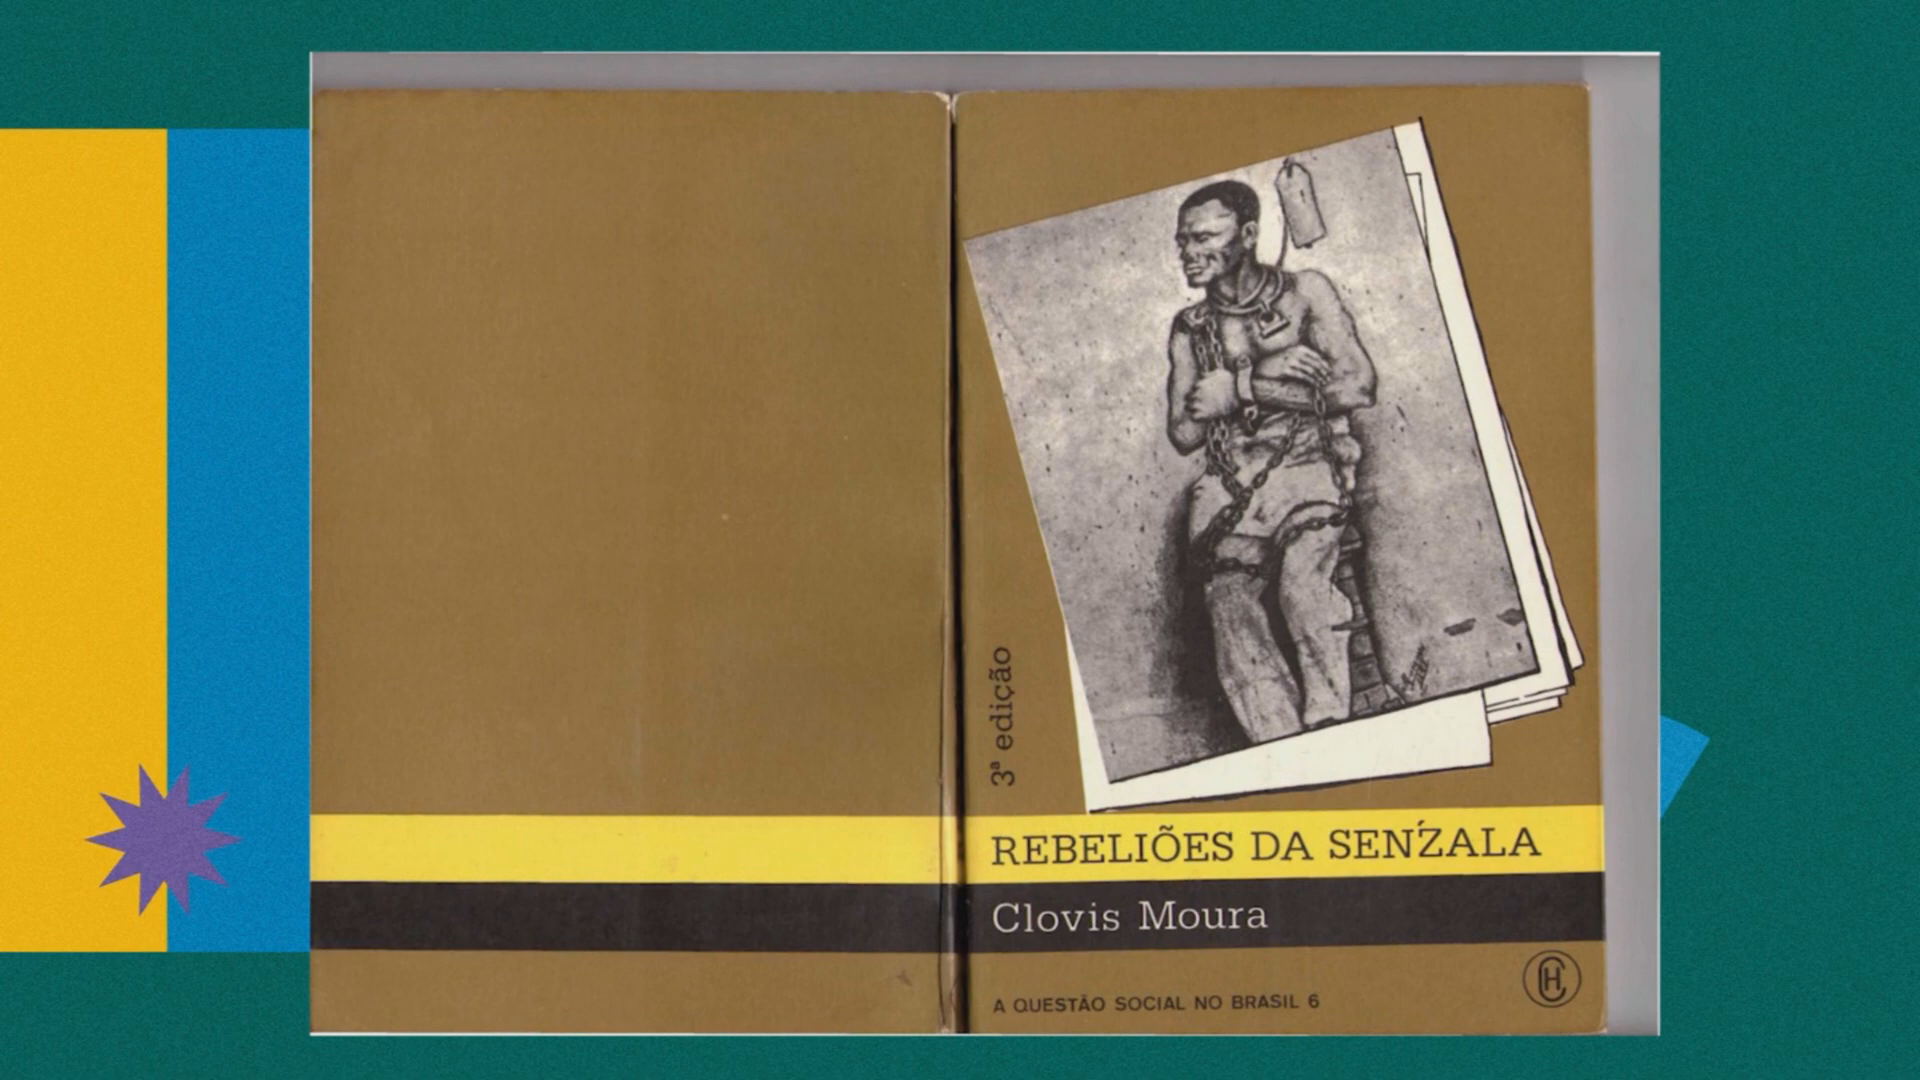 3ª edição
REBELIÕES DA SENZALA
Clovis Moura
A QUESTÃO SOCIAL NO BRASIL 6